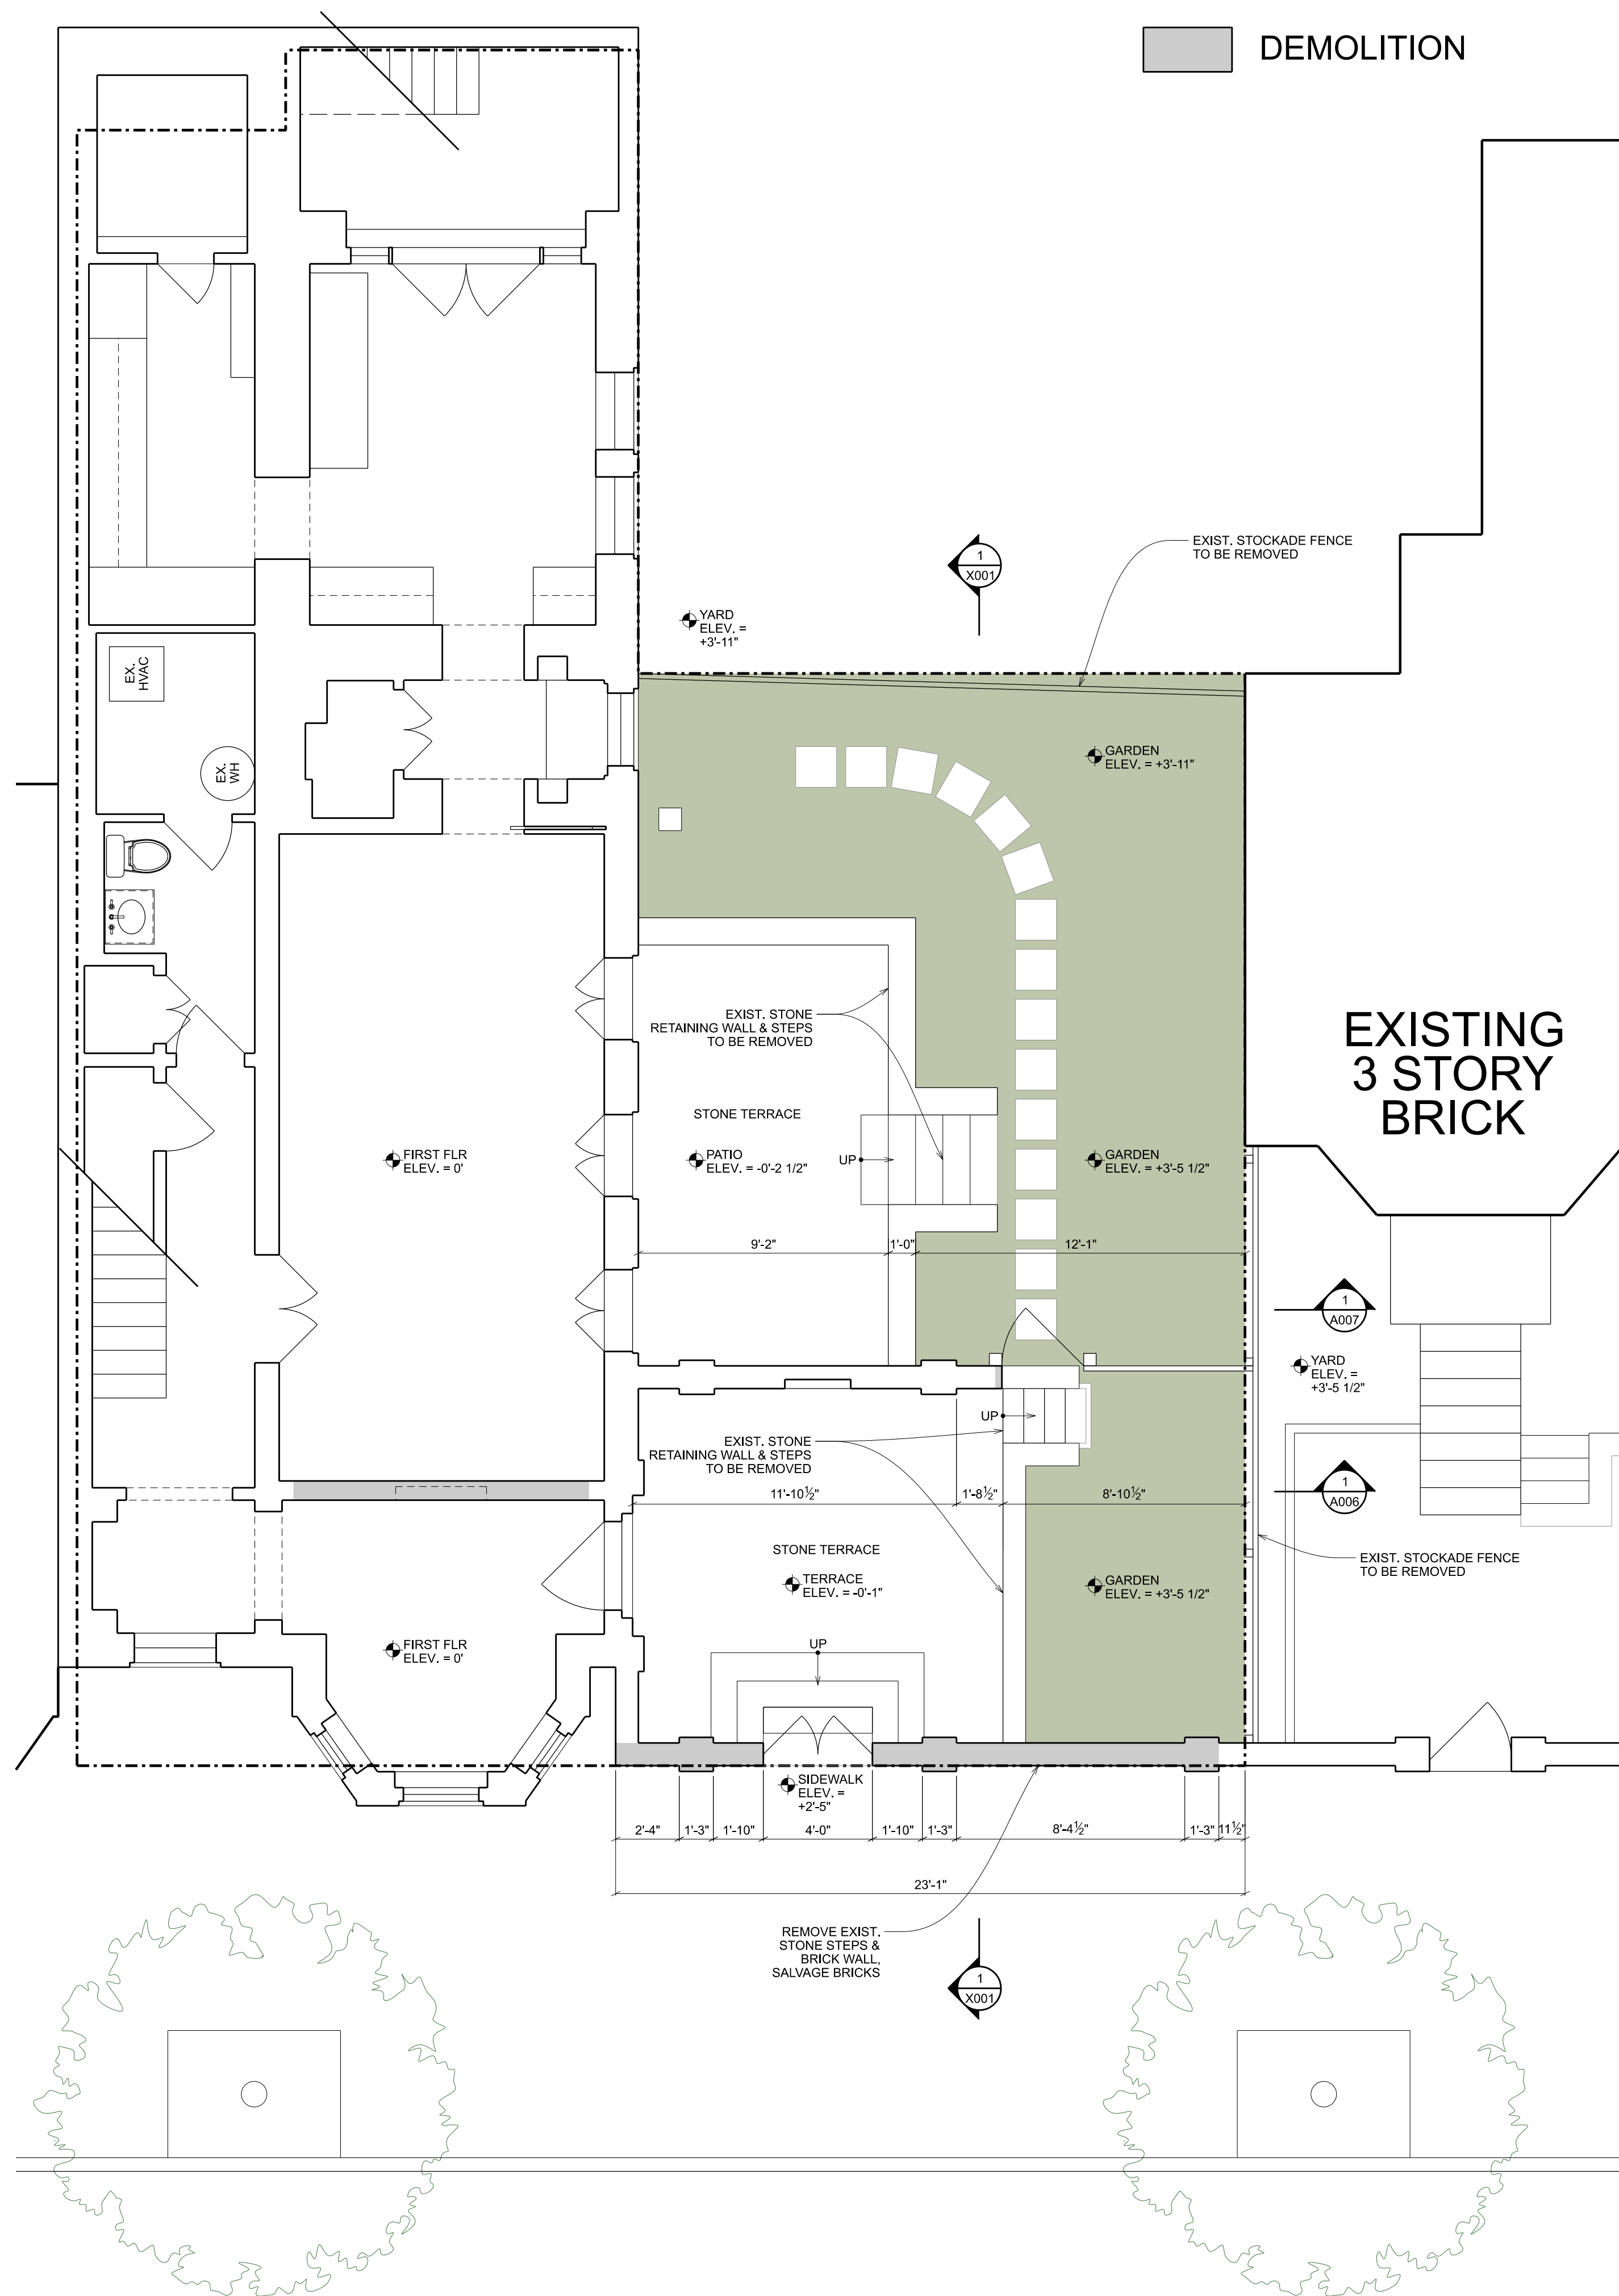 DEMOLITION
EXIST. STOCKADE FENCE
TO BE REMOVED
1
X001
YARD
ELEV. =
+3'-11"
EX.
HVAC
EX.
WH
GARDEN
ELEV. = +3'-11"
EXISTING
3 STORY
BRICK
EXIST. STONE
RETAINING WALL & STEPS
TO BE REMOVED
STONE TERRACE
FIRST FLR
ELEV. = 0'
PATIO
ELEV. = -0'-2 1/2"
UP
GARDEN
ELEV. = +3'-5 1/2"
9'-2"
1'-0"
12'-1"
1
A007
YARD
ELEV. =
+3'-5 1/2"
UP
EXIST. STONE
RETAINING WALL & STEPS
TO BE REMOVED
11'-10½"
1'-8½"
8'-10½"
1
A006
STONE TERRACE
TERRACE
ELEV. = -0'-1"
GARDEN
ELEV. = +3'-5 1/2"
EXIST. STOCKADE FENCE
TO BE REMOVED
FIRST FLR
ELEV. = 0'
UP
SIDEWALK
ELEV. =
+2'-5"
2'-4"
1'-3"
1'-10"
4'-0"
1'-10"
1'-3"
8'-4½"
1'-3"
11½"
23'-1"
REMOVE EXIST.
STONE STEPS &
BRICK WALL,
SALVAGE BRICKS
1
X001